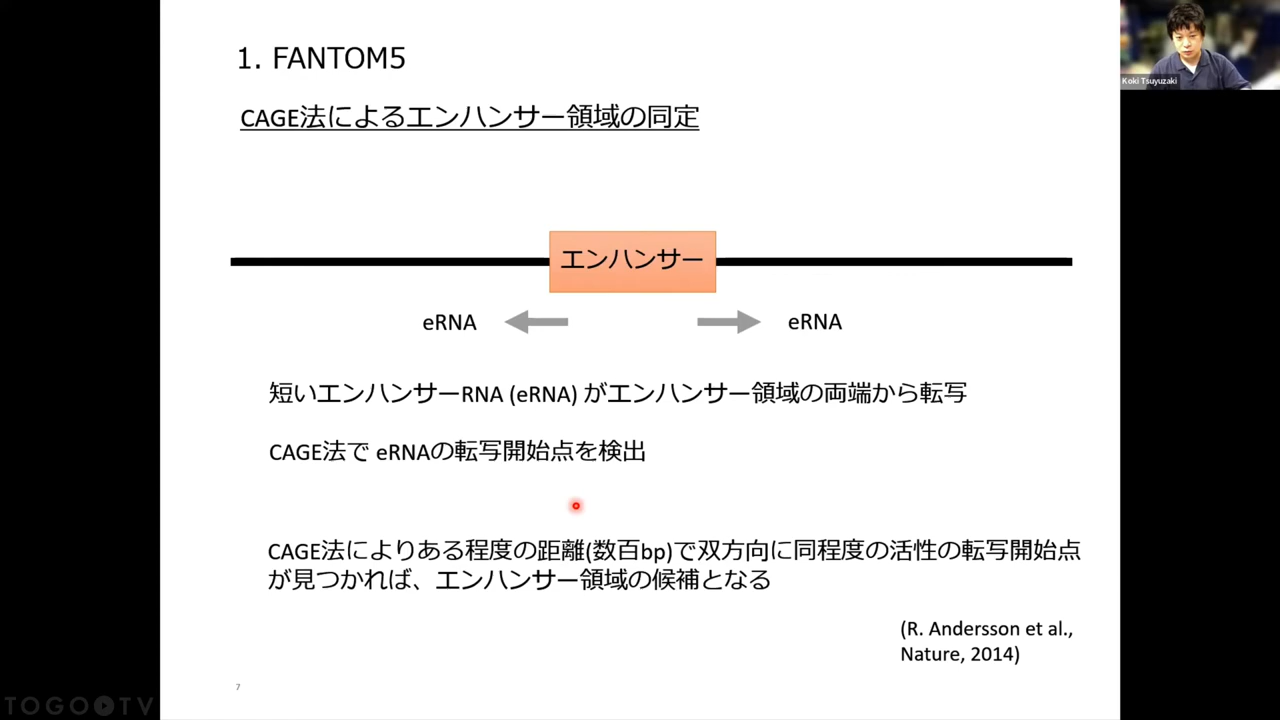 1. FANTOM5
Koki Tsuyuzaki
CAGE法によるエンハンサー領域の同定
エンハンサー
eRNA
eRNA
短いエンハンサーRNA (eRNA) がエンハンサー領域の両端から転写
CAGE法で eRNAの転写開始点を検出
CAGE法によりある程度の距離(数百bp)で双方向に同程度の活性の転写開始点
が見つかれば、エンハンサー領域の候補となる
(R. Andersson et al.,
Nature, 2014)
7
TOGO TV